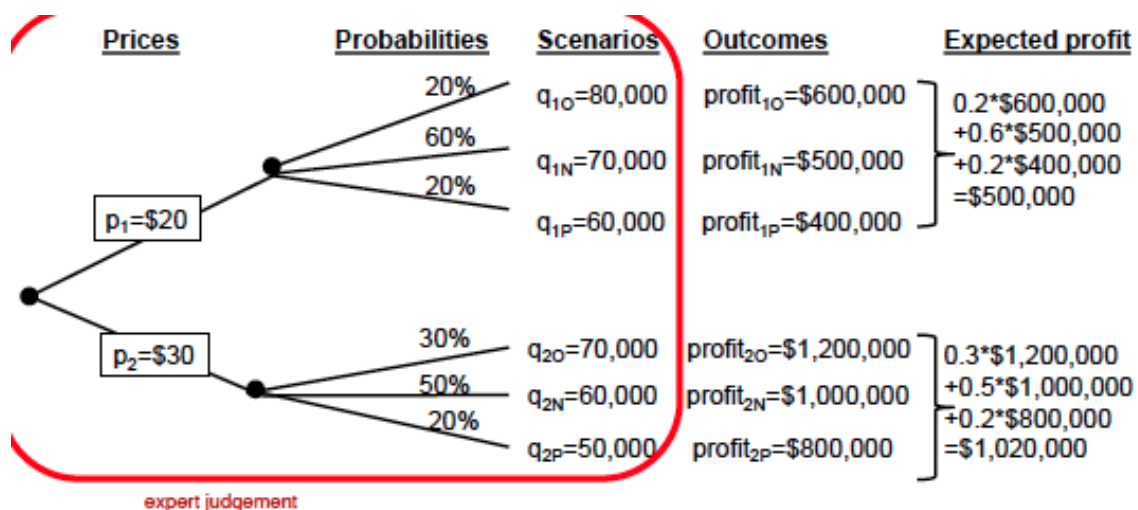 Prices Probabilities Scenarios Outcomes Expected profit
20% q1O=80,000 profit1O=$600,000 0.2*$600,000
60% q1N=70,000 profit1N=$500,000 +0.6*$500,000
20% q1P=60,000 profit1P=$400,000 +0.2*$400,000
=$500,000
p1=$20
p2=$30
30% q2O=70,000 profit2O=$1,200,000 0.3*$1,200,000
50% q2N=60,000 profit2N=$1,000,000 +0.5*$1,000,000
20% q2P=50,000 profit2P=$800,000 +0.2*$800,000
=$1,020,000
expert judgement